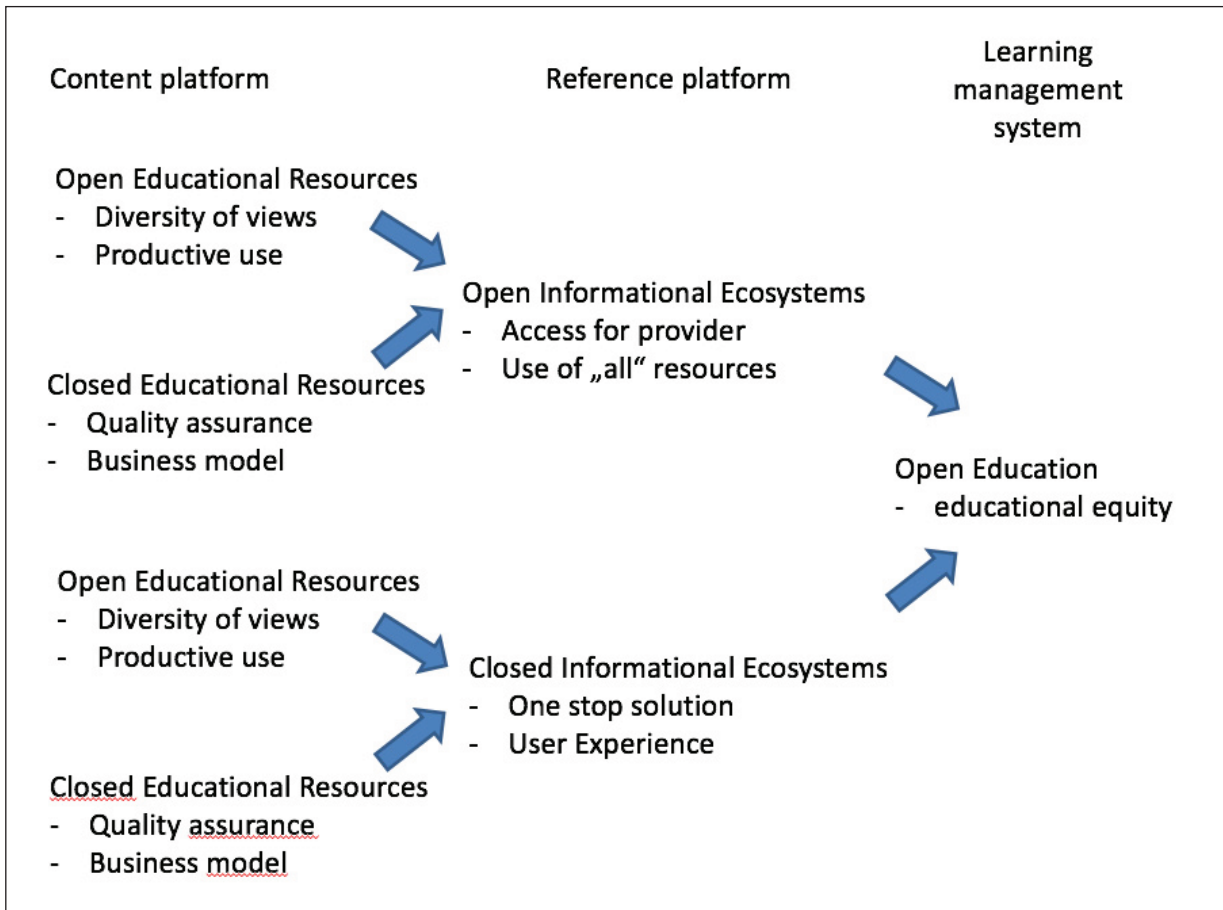 Content platform
Reference platform
Learning
management
system
Open Educational Resources
- Diversity of views
- Productive use
Open Informational Ecosystems
- Access for provider
- Use of „all“ resources
Closed Educational Resources
- Quality assurance
- Business model
Open Education
- educational equity
Open Educational Resources
- Diversity of views
- Productive use
Closed Informational Ecosystems
- One stop solution
- User Experience
Closed Educational Resources
- Quality assurance
- Business model